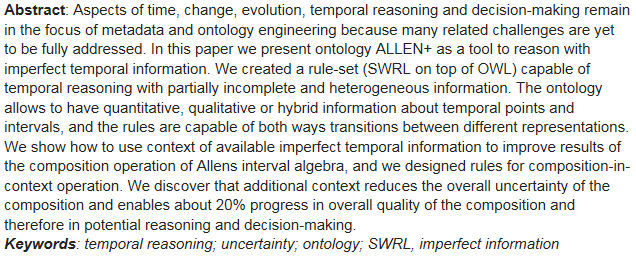 Abstract: Aspects of time, change, evolution, temporal reasoning and decision-making remain
in the focus of metadata and ontology engineering because many related challenges are yet
to be fully addressed. In this paper we present ontology ALLEN+ as a tool to reason with
imperfect temporal information. We created a rule-set (SWRL on top of OWL) capable of
temporal reasoning with partially incomplete and heterogeneous information. The ontology
allows to have quantitative, qualitative or hybrid information about temporal points and
intervals, and the rules are capable of both ways transitions between different representations.
We show how to use context of available imperfect temporal information to improve results of
the composition operation of Allens interval algebra, and we designed rules for composition-in-
context operation. We discover that additional context reduces the overall uncertainty of the
composition and enables about 20% progress in overall quality of the composition and
therefore in potential reasoning and decision-making.
Keywords: temporal reasoning; uncertainty; ontology; SWRL, imperfect information